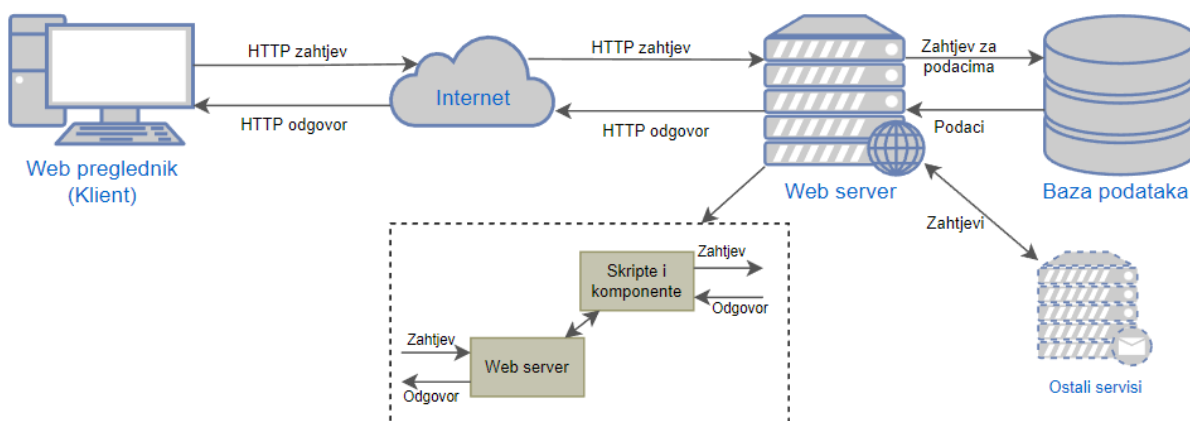 HTTP zahtjev
HTTP zahtjev
Zahtjev za
podacima
Internet
HTTP odgovor
HTTP odgovor
Podaci
Web preglednik
(Klient)
Web server
Baza podataka
Zahtjevi
Zahtjev
Skripte i
komponente
Odgovor
Zahtjev
Web server
Odgovor
Ostali servisi